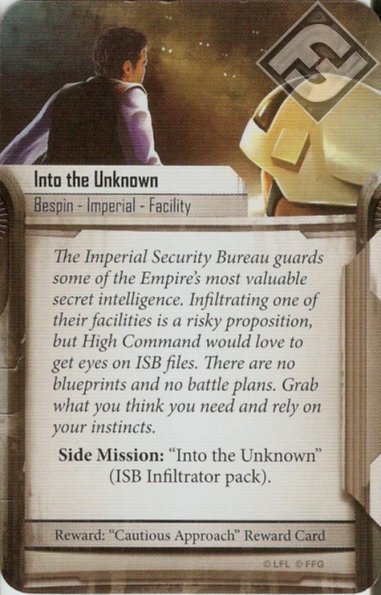 Into the Unknown
Bespin - Imperial - Facility
The Imperial Security Bureau guards
some of the Empire's most valuable
secret intelligence. Infiltrating one of
their facilities is a risky proposition,
but High Command would love to
get eyes on ISB files. There are no
blueprints and no battle plans. Grab
what you think you need and rely on
your instincts.
Side Mission: “Into the Unknown”
(ISB Infiltrator pack).
Reward: “Cautious Approach” Reward Card
© LFL © FFG